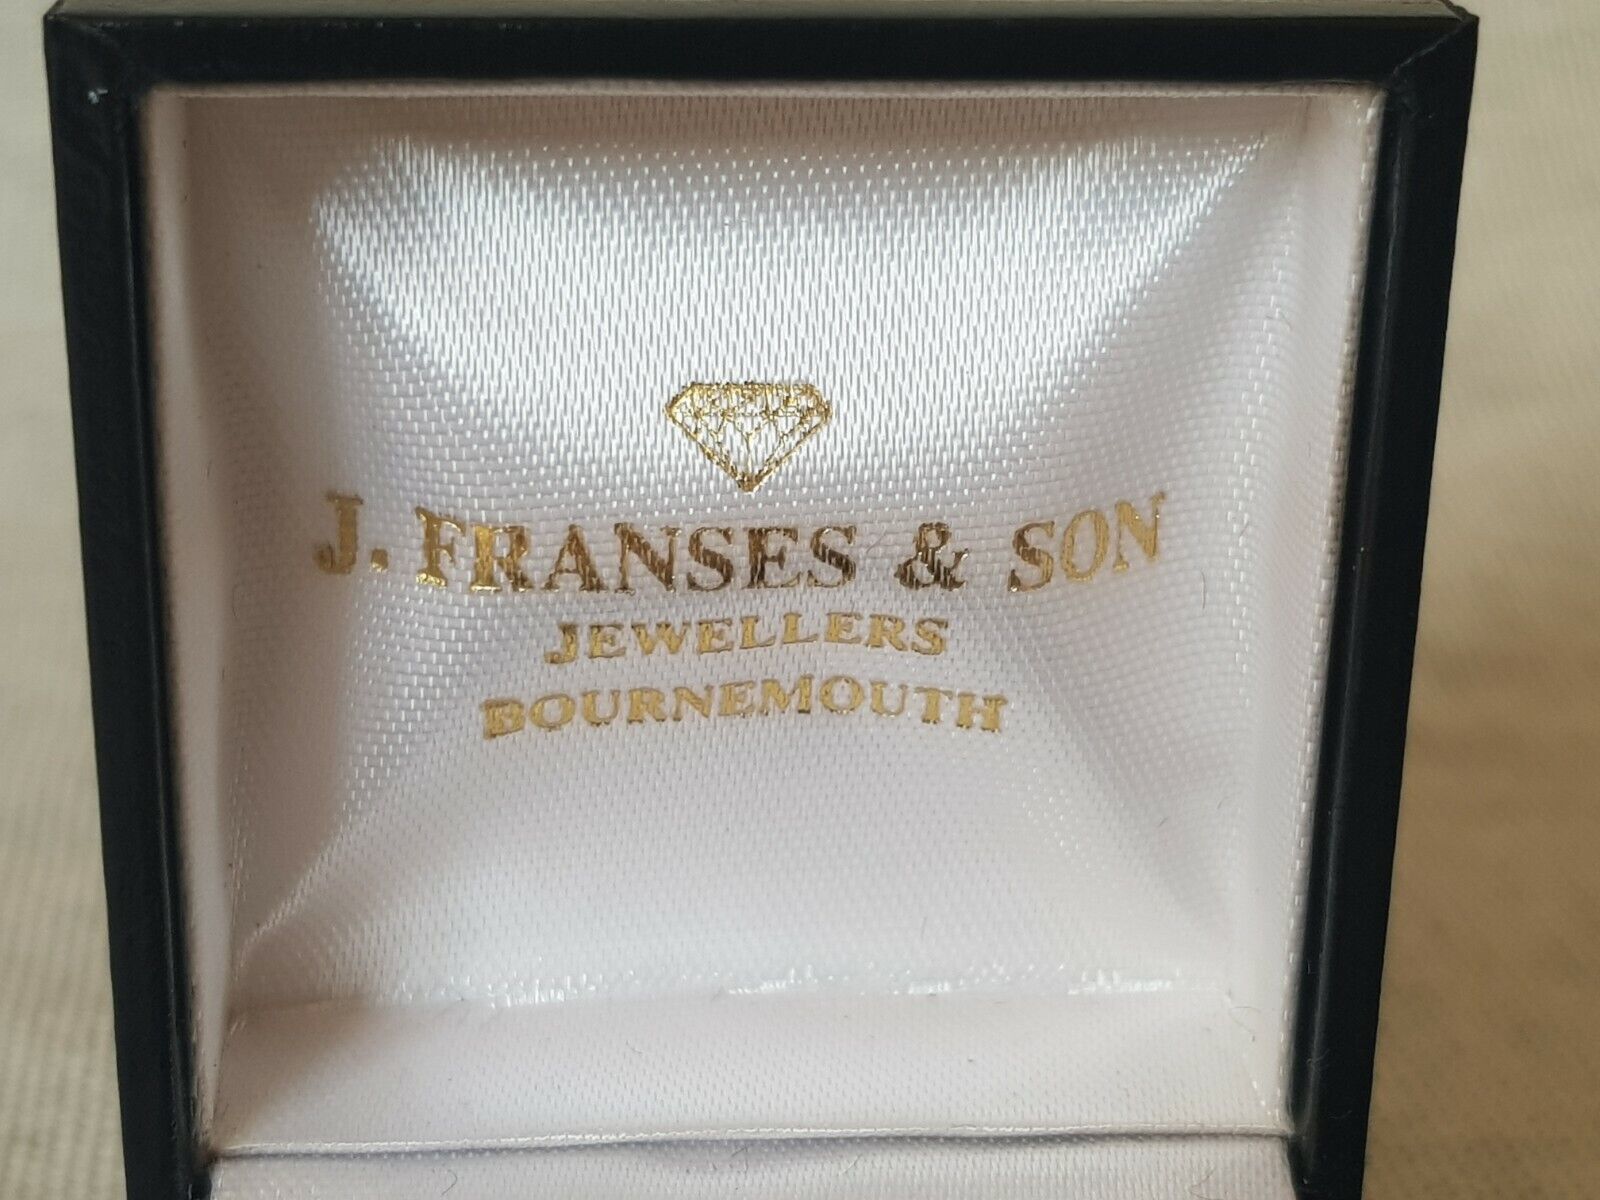 J. FRANSES & SON
JEWELLERS
BOURNEMOUTH